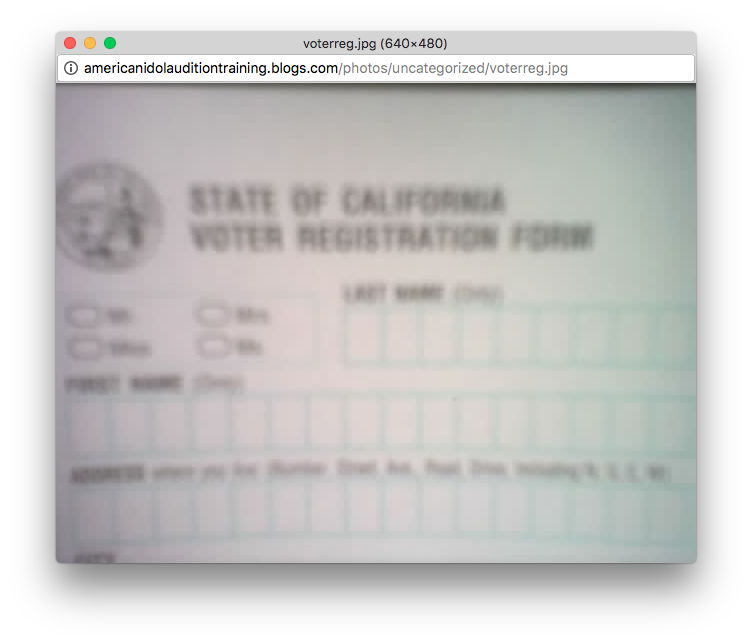 voterreg.jpg (640×480)
americanidolauditiontraining.blogs.com/photos/uncategorized/voterreg.jpg
STATE OF CALIFORNIA
VOTER REGISTRATION FORM
LAST NAME (Only)
Mr. Mrs.
Miss Ms.
FIRST NAME (Only)
ADDRESS where you live (Number, Street, Ave., Road, Drive, including N, S, E, W)
CITY